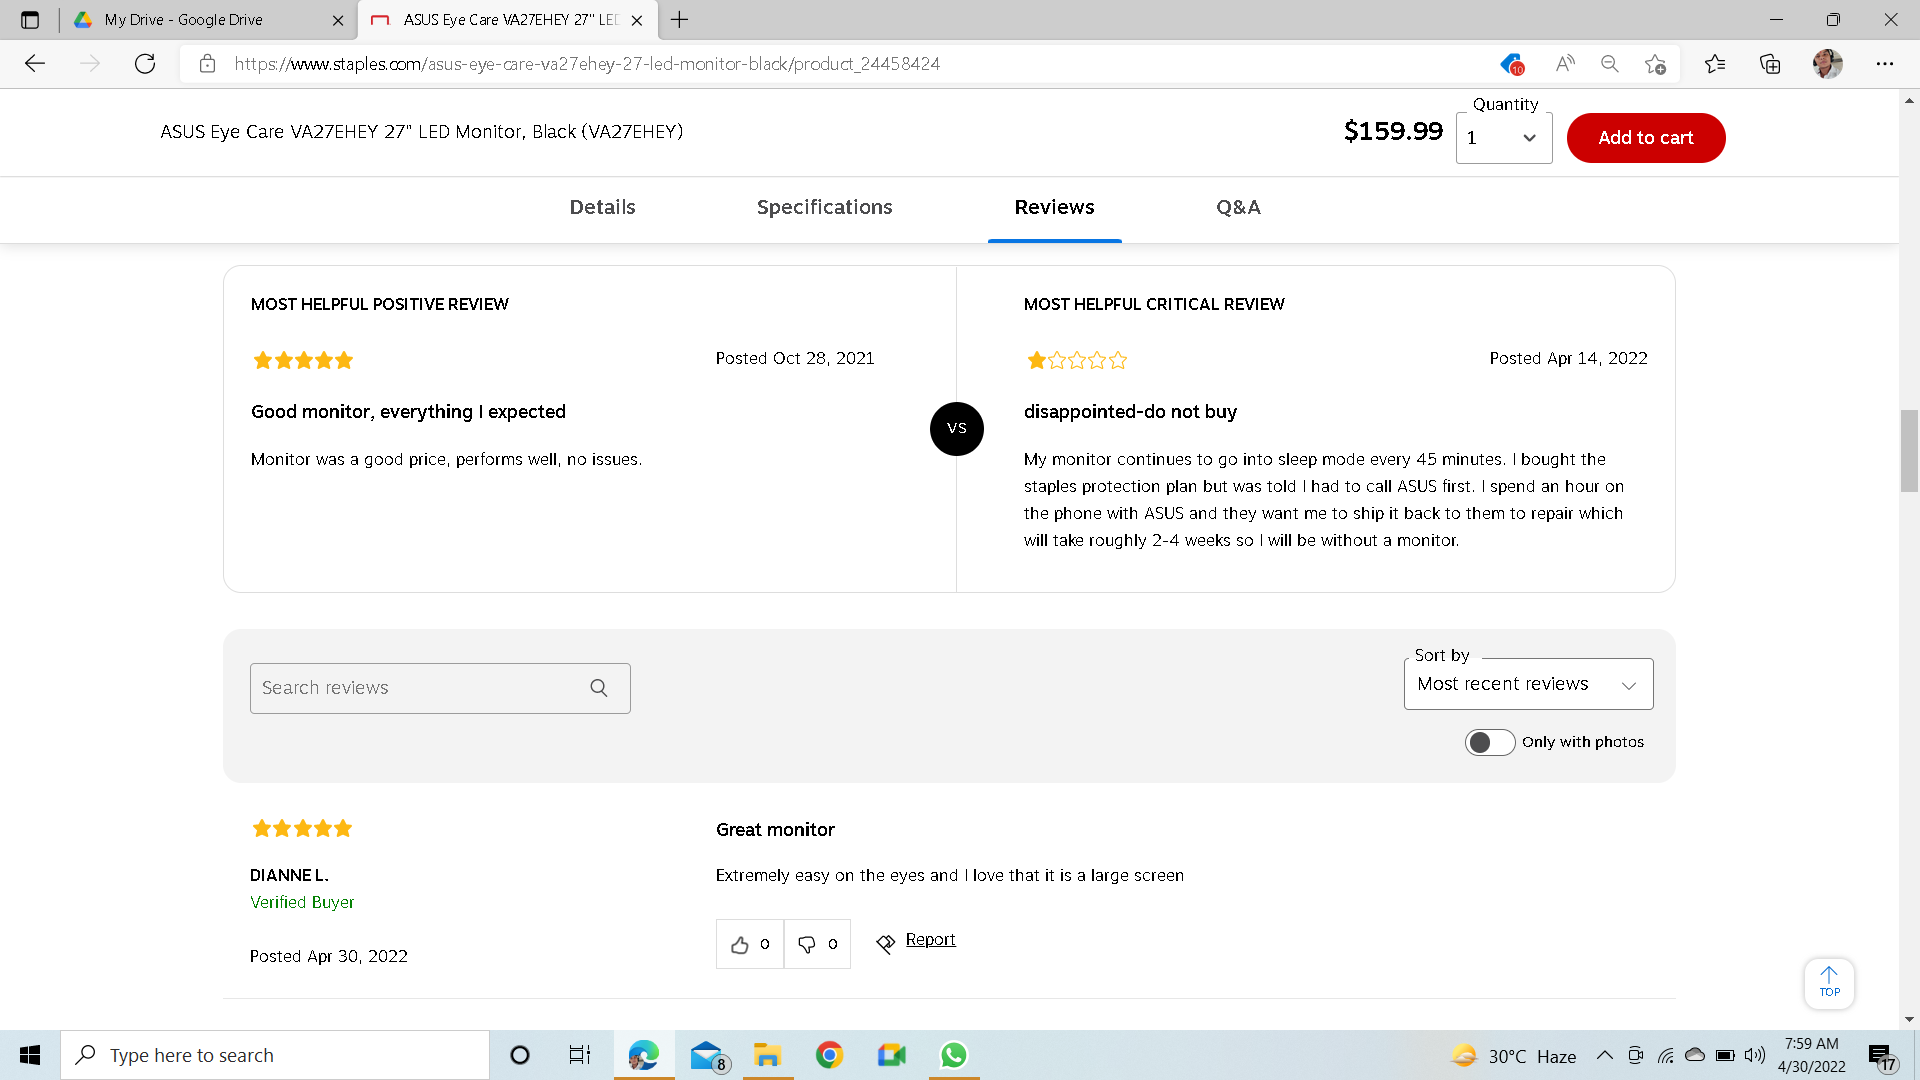 My Drive - Google Drive
ASUS Eye Care VA27EHEY 27" LED
https://www.staples.com/asus-eye-care-va27ehey-27-led-monitor-black/product_24458424
10
ASUS Eye Care VA27EHEY 27" LED Monitor, Black (VA27EHEY)
$159.99
Quantity
1
Add to cart
Details
Specifications
Reviews
Q&A
MOST HELPFUL POSITIVE REVIEW
Posted Oct 28, 2021
Good monitor, everything I expected
Monitor was a good price, performs well, no issues.
VS
MOST HELPFUL CRITICAL REVIEW
Posted Apr 14, 2022
disappointed-do not buy
My monitor continues to go into sleep mode every 45 minutes. I bought the
staples protection plan but was told I had to call ASUS first. I spend an hour on
the phone with ASUS and they want me to ship it back to them to repair which
will take roughly 2-4 weeks so I will be without a monitor.
Search reviews
Sort by
Most recent reviews
Only with photos
DIANNE L.
Verified Buyer
Posted Apr 30, 2022
Great monitor
Extremely easy on the eyes and I love that it is a large screen
0
0
Report
TOP
Type here to search
8
30°C Haze
7:59 AM
4/30/2022
17